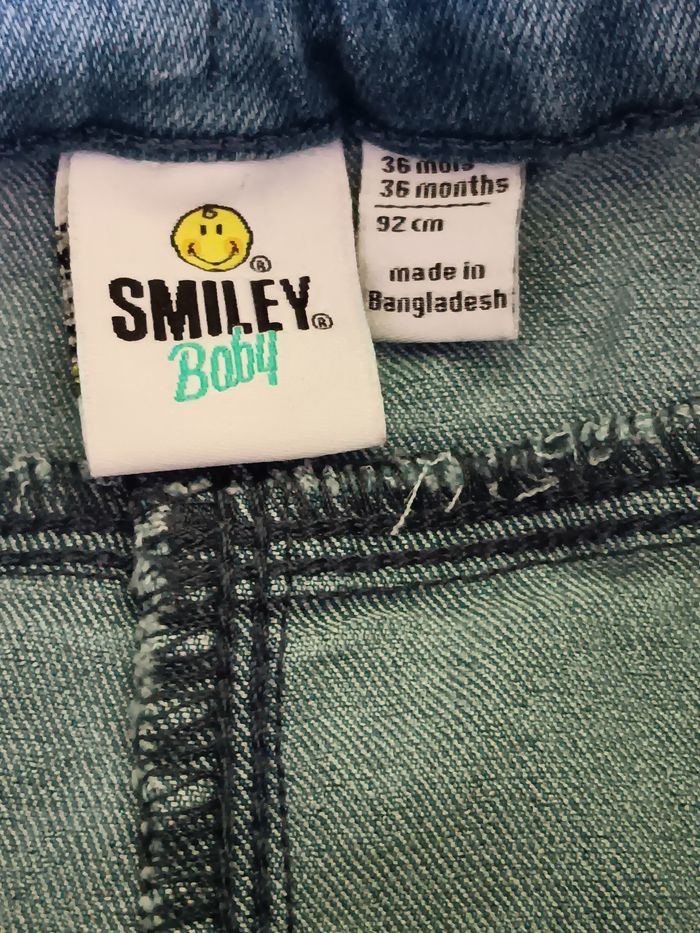 SMILEY®
Baby
36 mois
36 months
92 cm
made in
Bangladesh